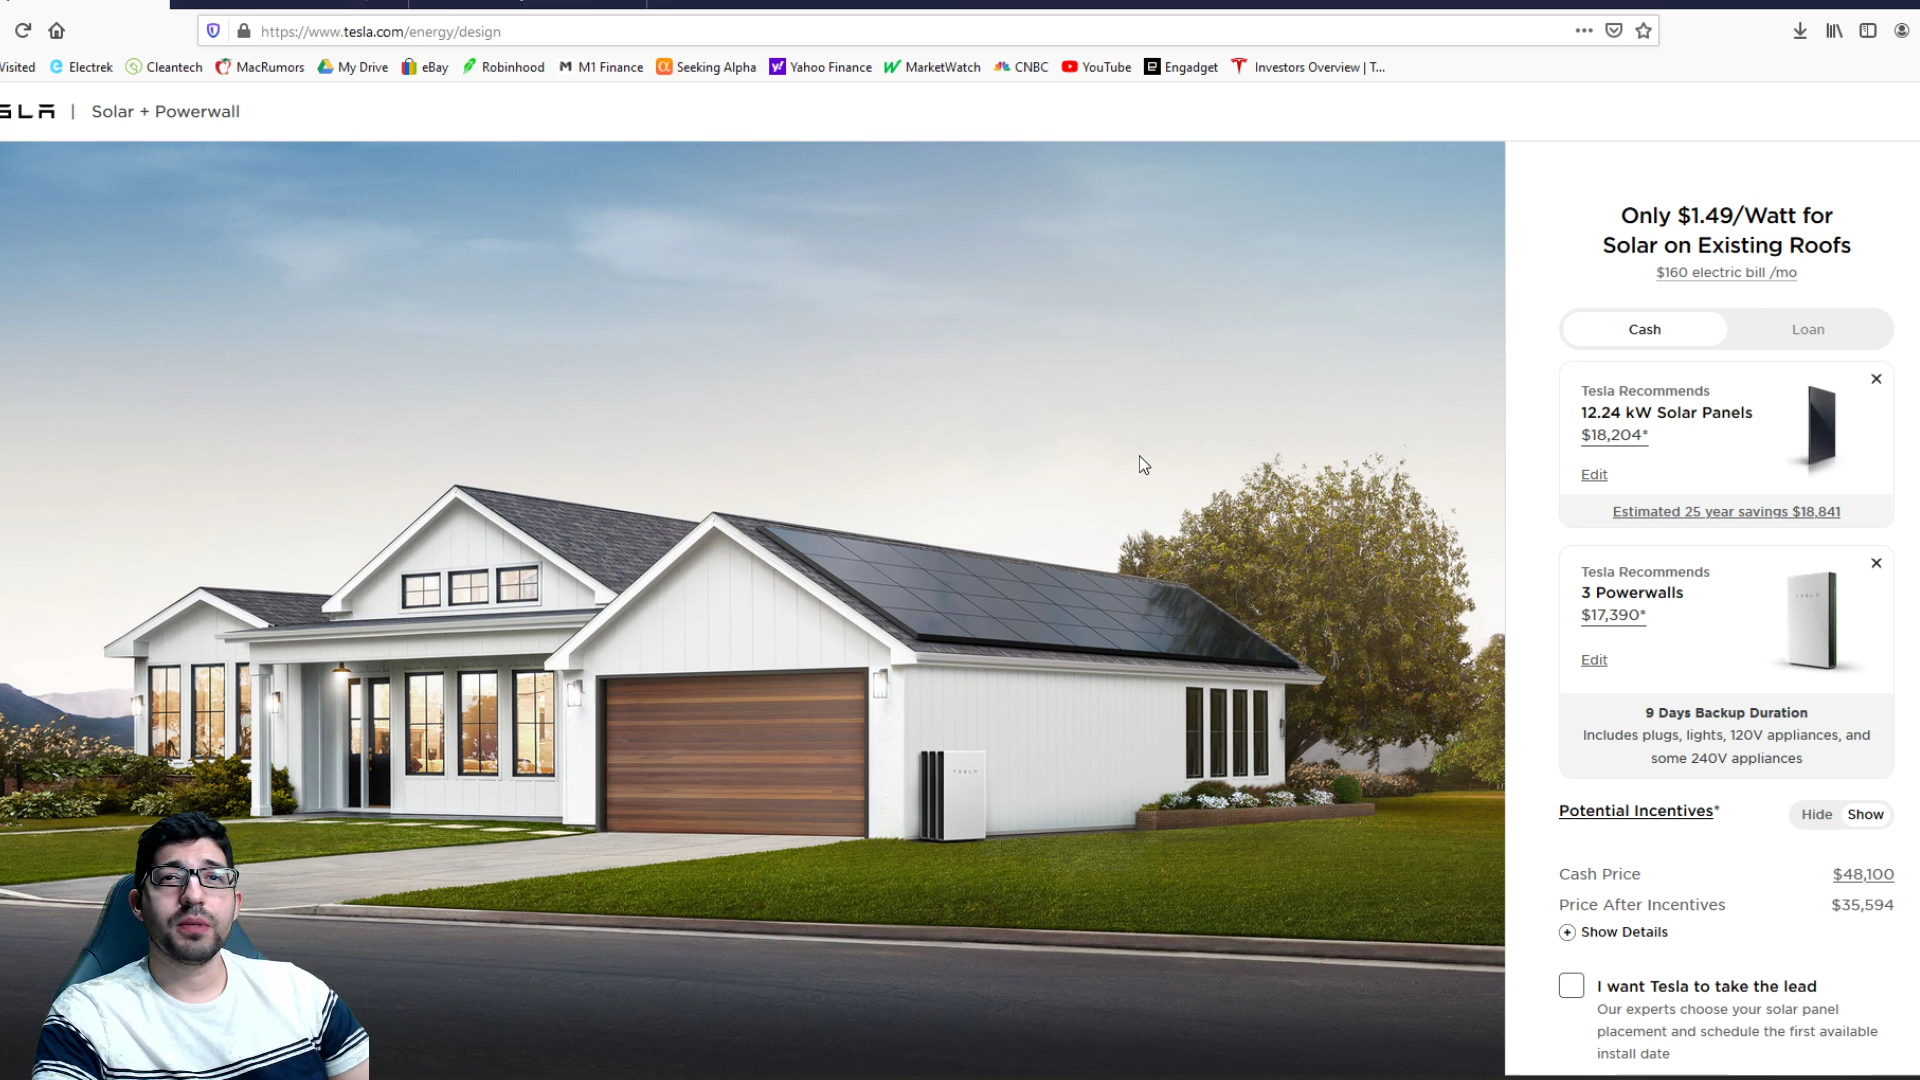 https://www.tesla.com/energy/design
Visited
Electrek
Cleantech
MacRumors
My Drive
eBay
Robinhood
M1 Finance
Seeking Alpha
Yahoo Finance
MarketWatch
CNBC
YouTube
Engadget
Investors Overview | T...
SLA | Solar + Powerwall
Only $1.49/Watt for
Solar on Existing Roofs
$160 electric bill /mo
Cash
Loan
Tesla Recommends
12.24 kW Solar Panels
$18,204*
Edit
Estimated 25 year savings $18,841
Tesla Recommends
3 Powerwalls
$17,390*
Edit
TESLA
9 Days Backup Duration
Includes plugs, lights, 120V appliances, and
some 240V appliances
TESLA
Potential Incentives*
Hide
Show
Cash Price
$48,100
Price After Incentives
$35,594
Show Details
I want Tesla to take the lead
Our experts choose your solar panel
placement and schedule the first available
install date